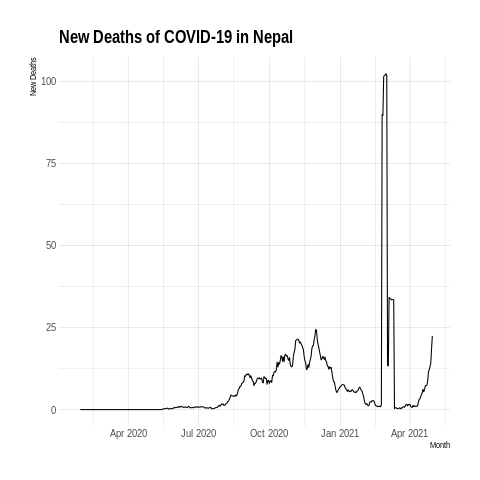 New Deaths of COVID-19 in Nepal
New Deaths
100
75
50
25
0
Apr 2020
Jul 2020
Oct 2020
Jan 2021
Apr 2021
Month